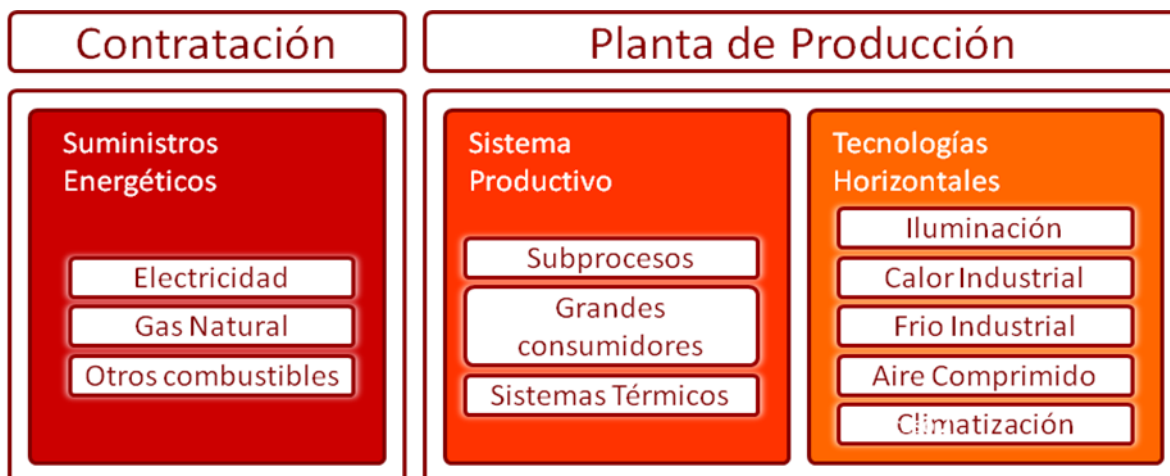 Contratación
Planta de Producción
Suministros
Energéticos
Electricidad
Gas Natural
Otros combustibles
Sistema
Productivo
Subprocesos
Grandes
consumidores
Sistemas Térmicos
Tecnologías
Horizontales
Iluminación
Calor Industrial
Frio Industrial
Aire Comprimido
Climatización